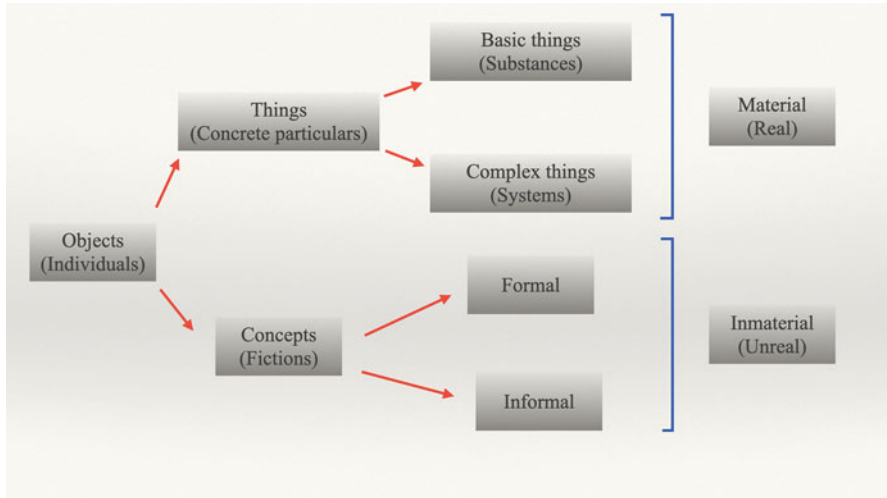 Basic things
(Substances)
Things
(Concrete particulars)
Material
(Real)
Complex things
(Systems)
Objects
(Individuals)
Formal
Concepts
(Fictions)
Inmaterial
(Unreal)
Informal